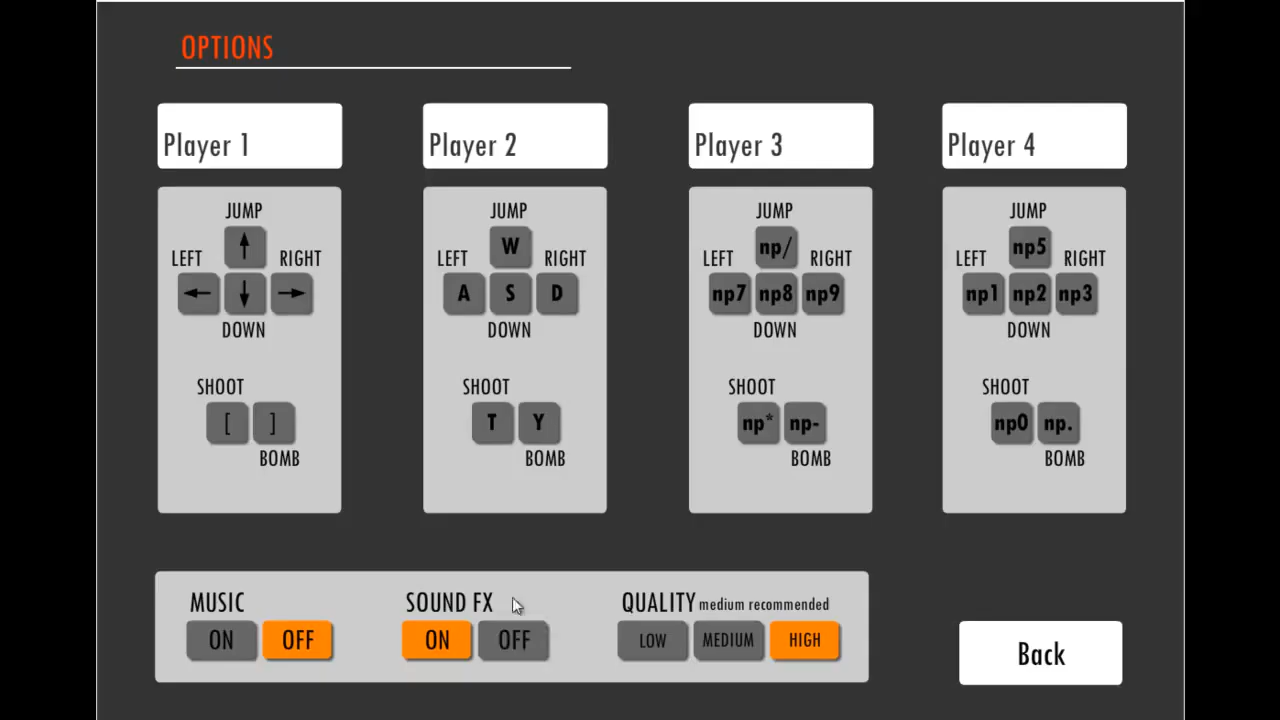 OPTIONS
Player 1
Player 2
Player 3
Player 4
JUMP
JUMP
JUMP
JUMP
↑
W
np/
np5
LEFT RIGHT
LEFT RIGHT
LEFT RIGHT
LEFT RIGHT
← ↓ →
A S D
np7 np8 np9
np1 np2 np3
DOWN
DOWN
DOWN
DOWN
SHOOT
SHOOT
SHOOT
SHOOT
[ ]
T Y
np* np-
np0 np.
BOMB
BOMB
BOMB
BOMB
MUSIC
SOUND FX
QUALITY medium recommended
ON OFF
ON OFF
LOW MEDIUM HIGH
Back